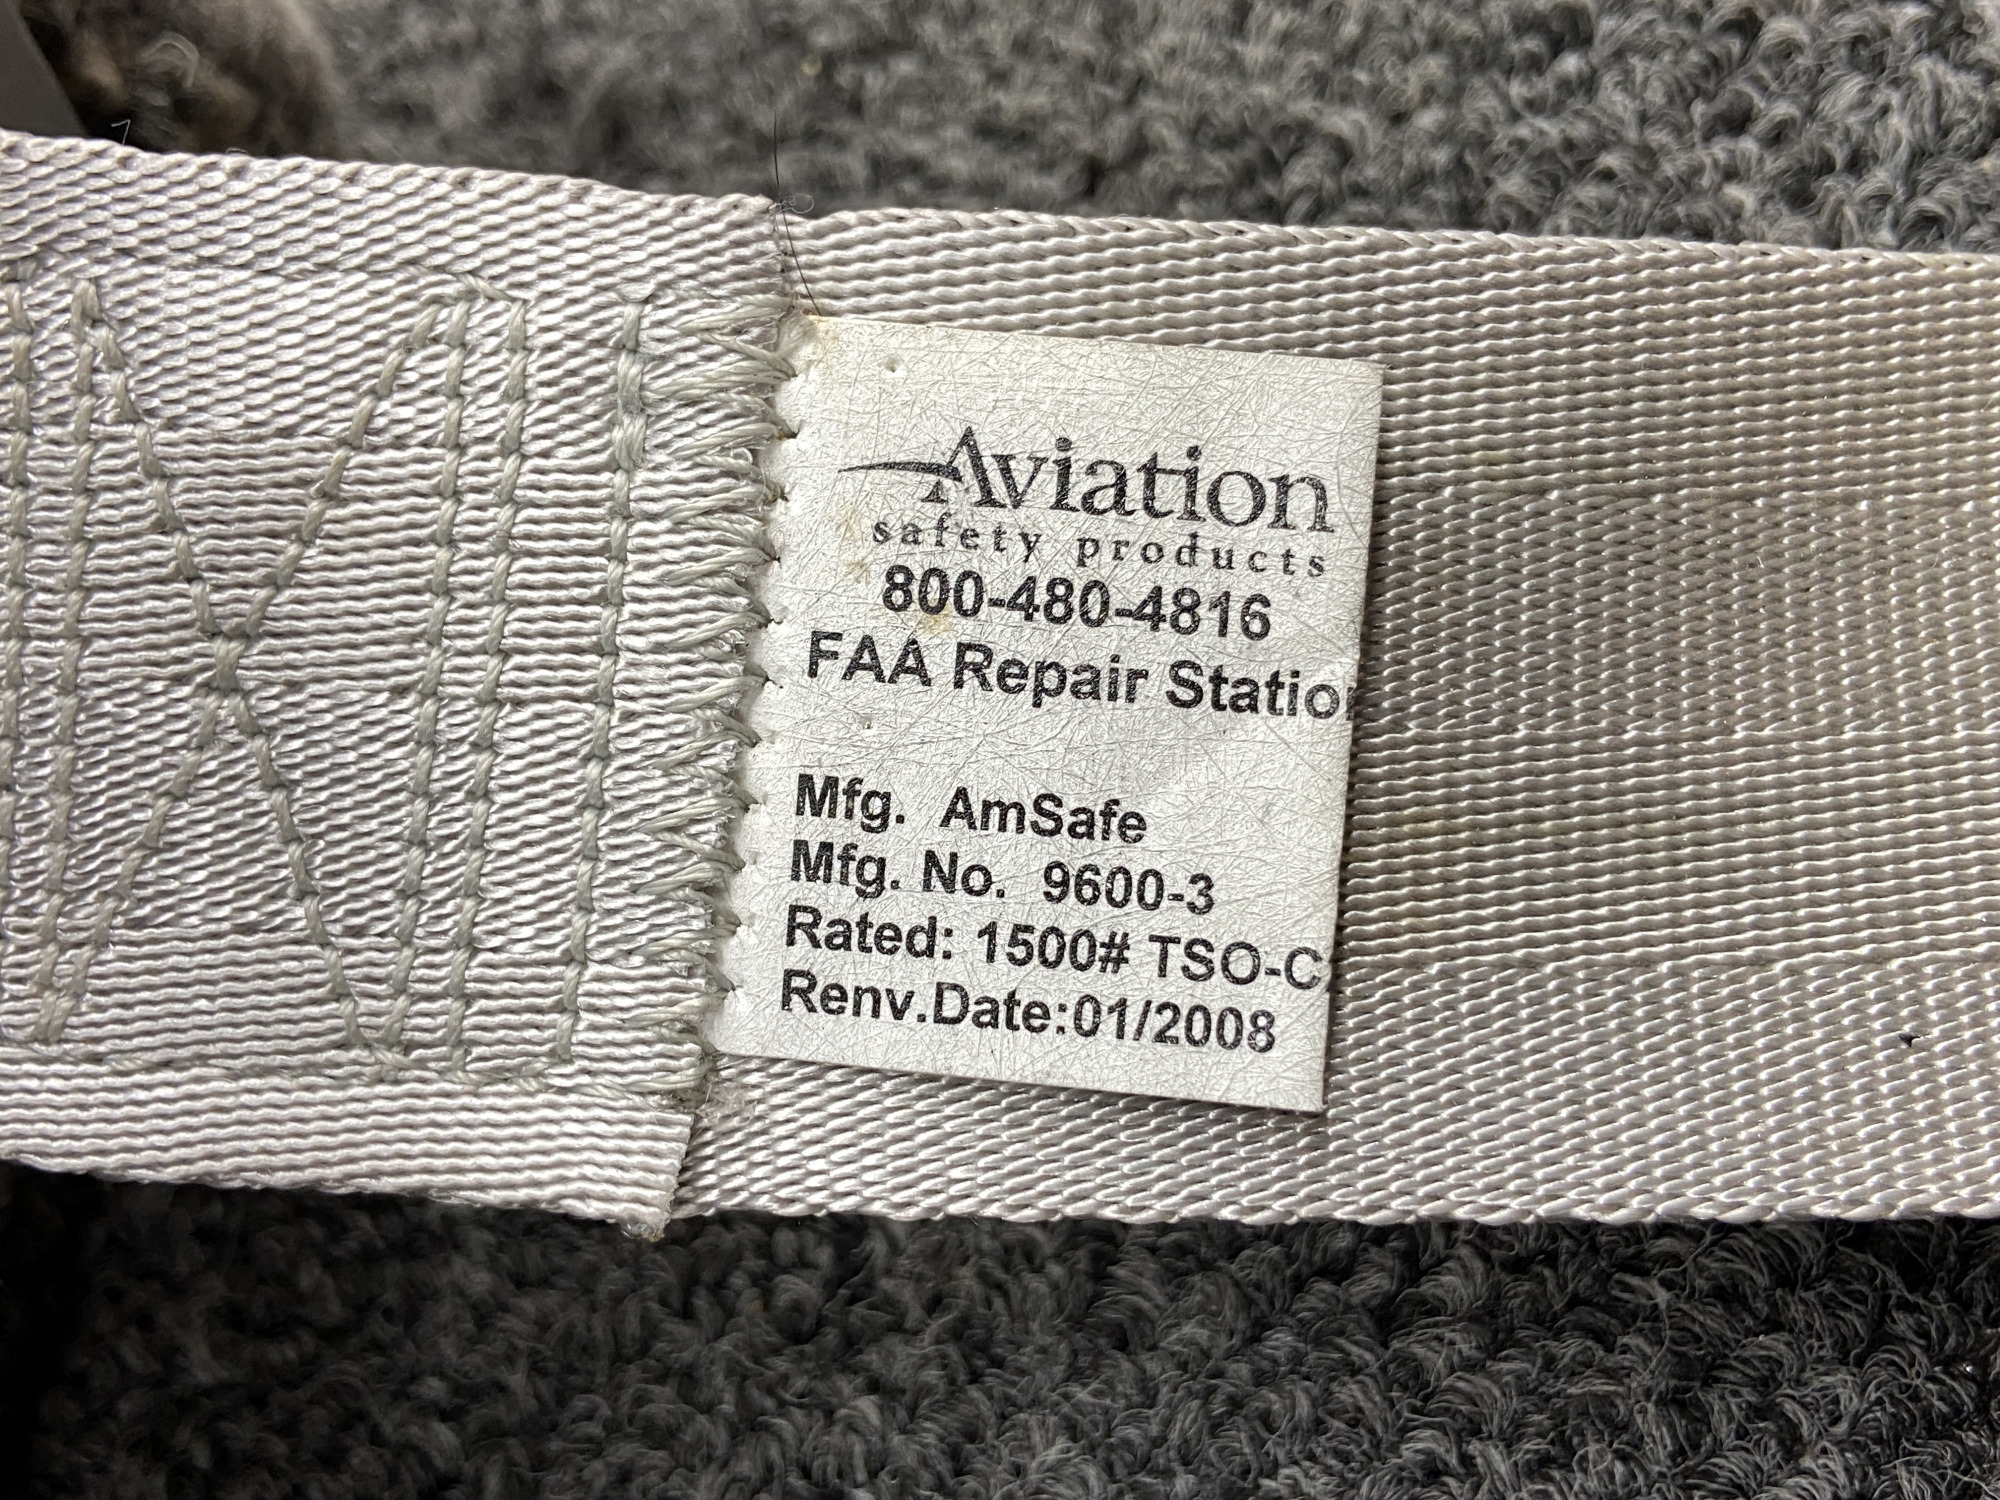 Aviation
safety products
800-480-4816
FAA Repair Station
Mfg. AmSafe
Mfg. No. 9600-3
Rated: 1500# TSO-C
Renv.Date:01/2008